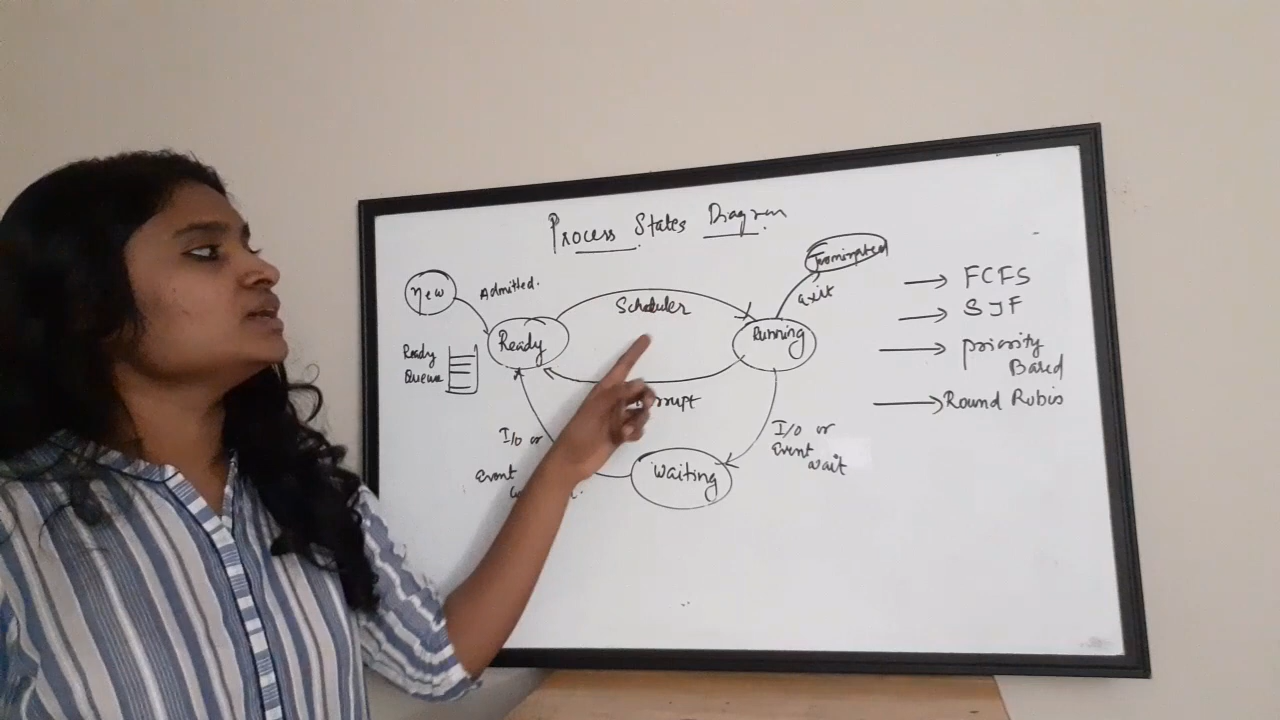 Process States Diagram
New
Admitted.
Scheduler
Terminated
exit
Ready
Running
Ready
Queue
I/O or
Event
Waiting
I/O or
Event
wait
→ FCFS
→ SJF
→ Priority
Based
→ Round Robin